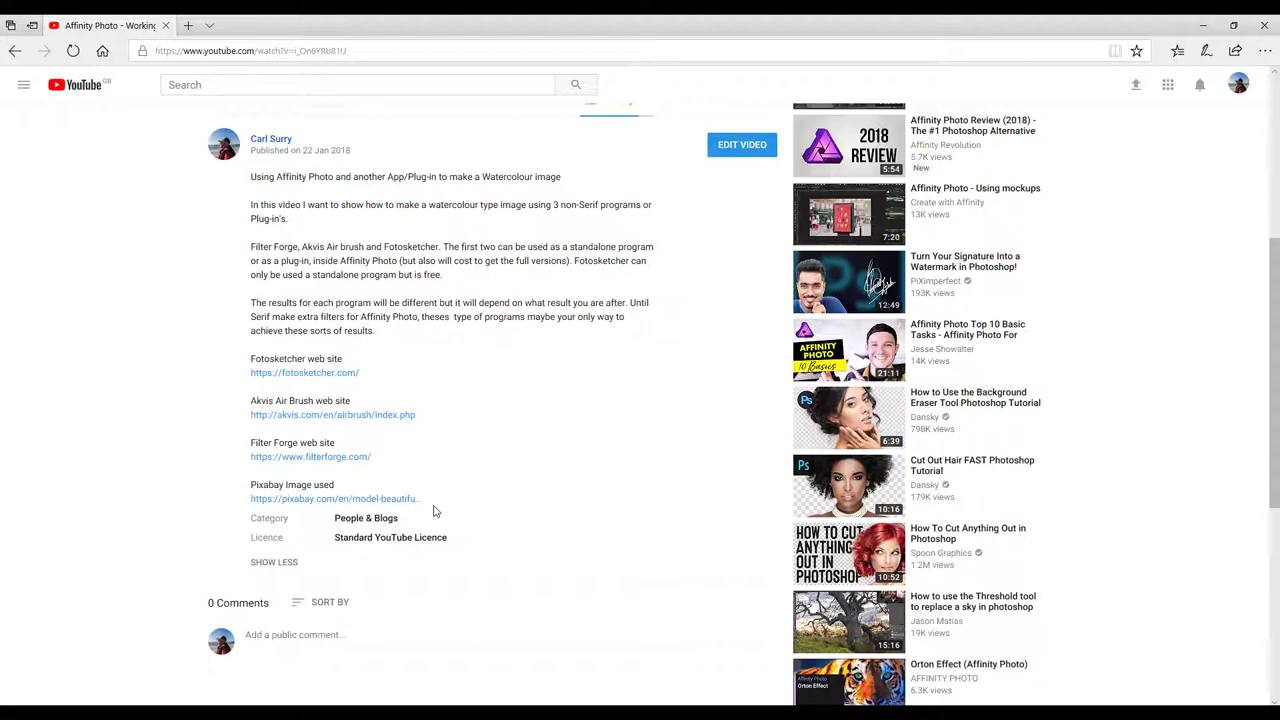 Affinity Photo - Working
https://www.youtube.com/watch?v=i_On6YRb81U
YouTube GB
Search
Carl Surry
Published on 22 Jan 2018
EDIT VIDEO
Using Affinity Photo and another App/Plug-in to make a Watercolour image
In this video I want to show how to make a watercolour type image using 3 non-Serif programs or
Plug-in's.
Filter Forge, Akvis Air brush and Fotosketcher. The first two can be used as a standalone program
or as a plug-in, inside Affinity Photo (but also will cost to get the full versions). Fotosketcher can
only be used a standalone program but is free.
The results for each program will be different but it will depend on what result you are after. Until
Serif make extra filters for Affinity Photo, theses type of programs maybe your only way to
achieve these sorts of results.
Fotosketcher web site
https://fotosketcher.com/
Akvis Air Brush web site
http://akvis.com/en/airbrush/index.php
Filter Forge web site
https://www.filterforge.com/
Pixabay Image used
https://pixabay.com/en/model-beautifu...
Category People & Blogs
Licence Standard YouTube Licence
SHOW LESS
0 Comments SORT BY
Add a public comment...
2018
REVIEW
5:54
Affinity Photo Review (2018) -
The #1 Photoshop Alternative
Affinity Revolution
5.7K views
New
7:20
Affinity Photo - Using mockups
Create with Affinity
13K views
12:49
Turn Your Signature Into a
Watermark in Photoshop!
PiXimperfect
193K views
AFFINITY
PHOTO
10 Basics
21:11
Affinity Photo Top 10 Basic
Tasks - Affinity Photo For
Jesse Showalter
14K views
Ps
6:39
How to Use the Background
Eraser Tool Photoshop Tutorial
Dansky
798K views
Ps
10:16
Cut Out Hair FAST Photoshop
Tutorial
Dansky
179K views
HOW TO CUT
ANYTHING
OUT IN
PHOTOSHOP
10:52
How To Cut Anything Out in
Photoshop
Spoon Graphics
1.2M views
15:16
How to use the Threshold tool
to replace a sky in photoshop
Jason Matias
19K views
Affinity Photo
Orton Effect
Orton Effect (Affinity Photo)
AFFINITY PHOTO
6.3K views